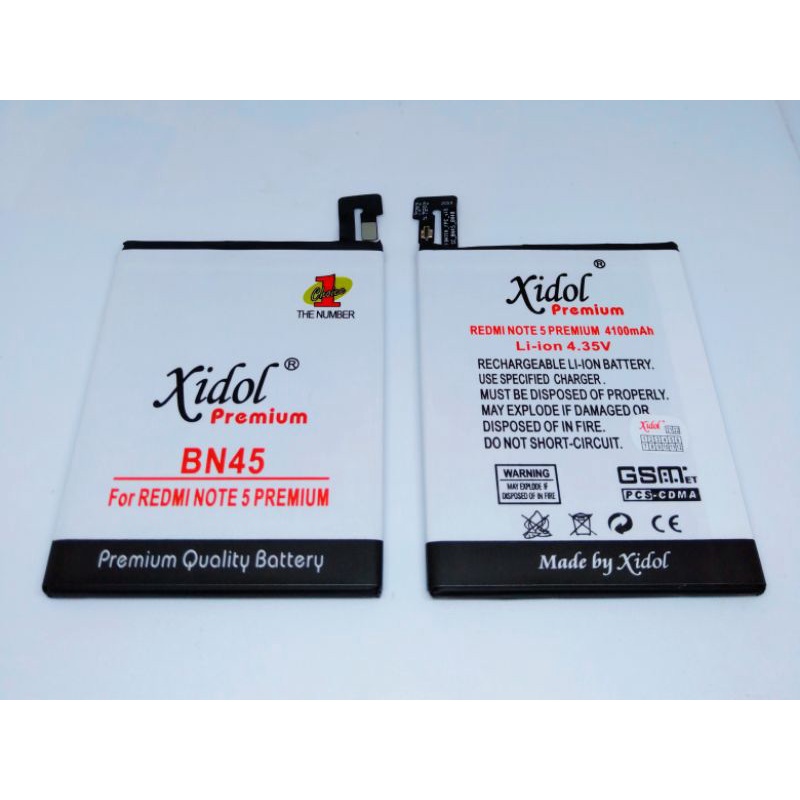 1
Choice
THE NUMBER
Xidol ®
Premium
BN45
For REDMI NOTE 5 PREMIUM
Premium Quality Battery
Xidol ®
Premium
REDMI NOTE 5 PREMIUM 4100mAh
Li-ion 4.35V
RECHARGEABLE LI-ION BATTERY.
USE SPECIFIED CHARGER.
MUST BE DISPOSED OF PROPERLY.
MAY EXPLODE IF DAMAGED OR
DISPOSED OF IN FIRE.
DO NOT SHORT-CIRCUIT.
Xidol
WARNING
MAY EXPLODE IF
DISPOSED OF IN FIRE
GSM ET
PCS-CDMA
CE
Made by Xidol